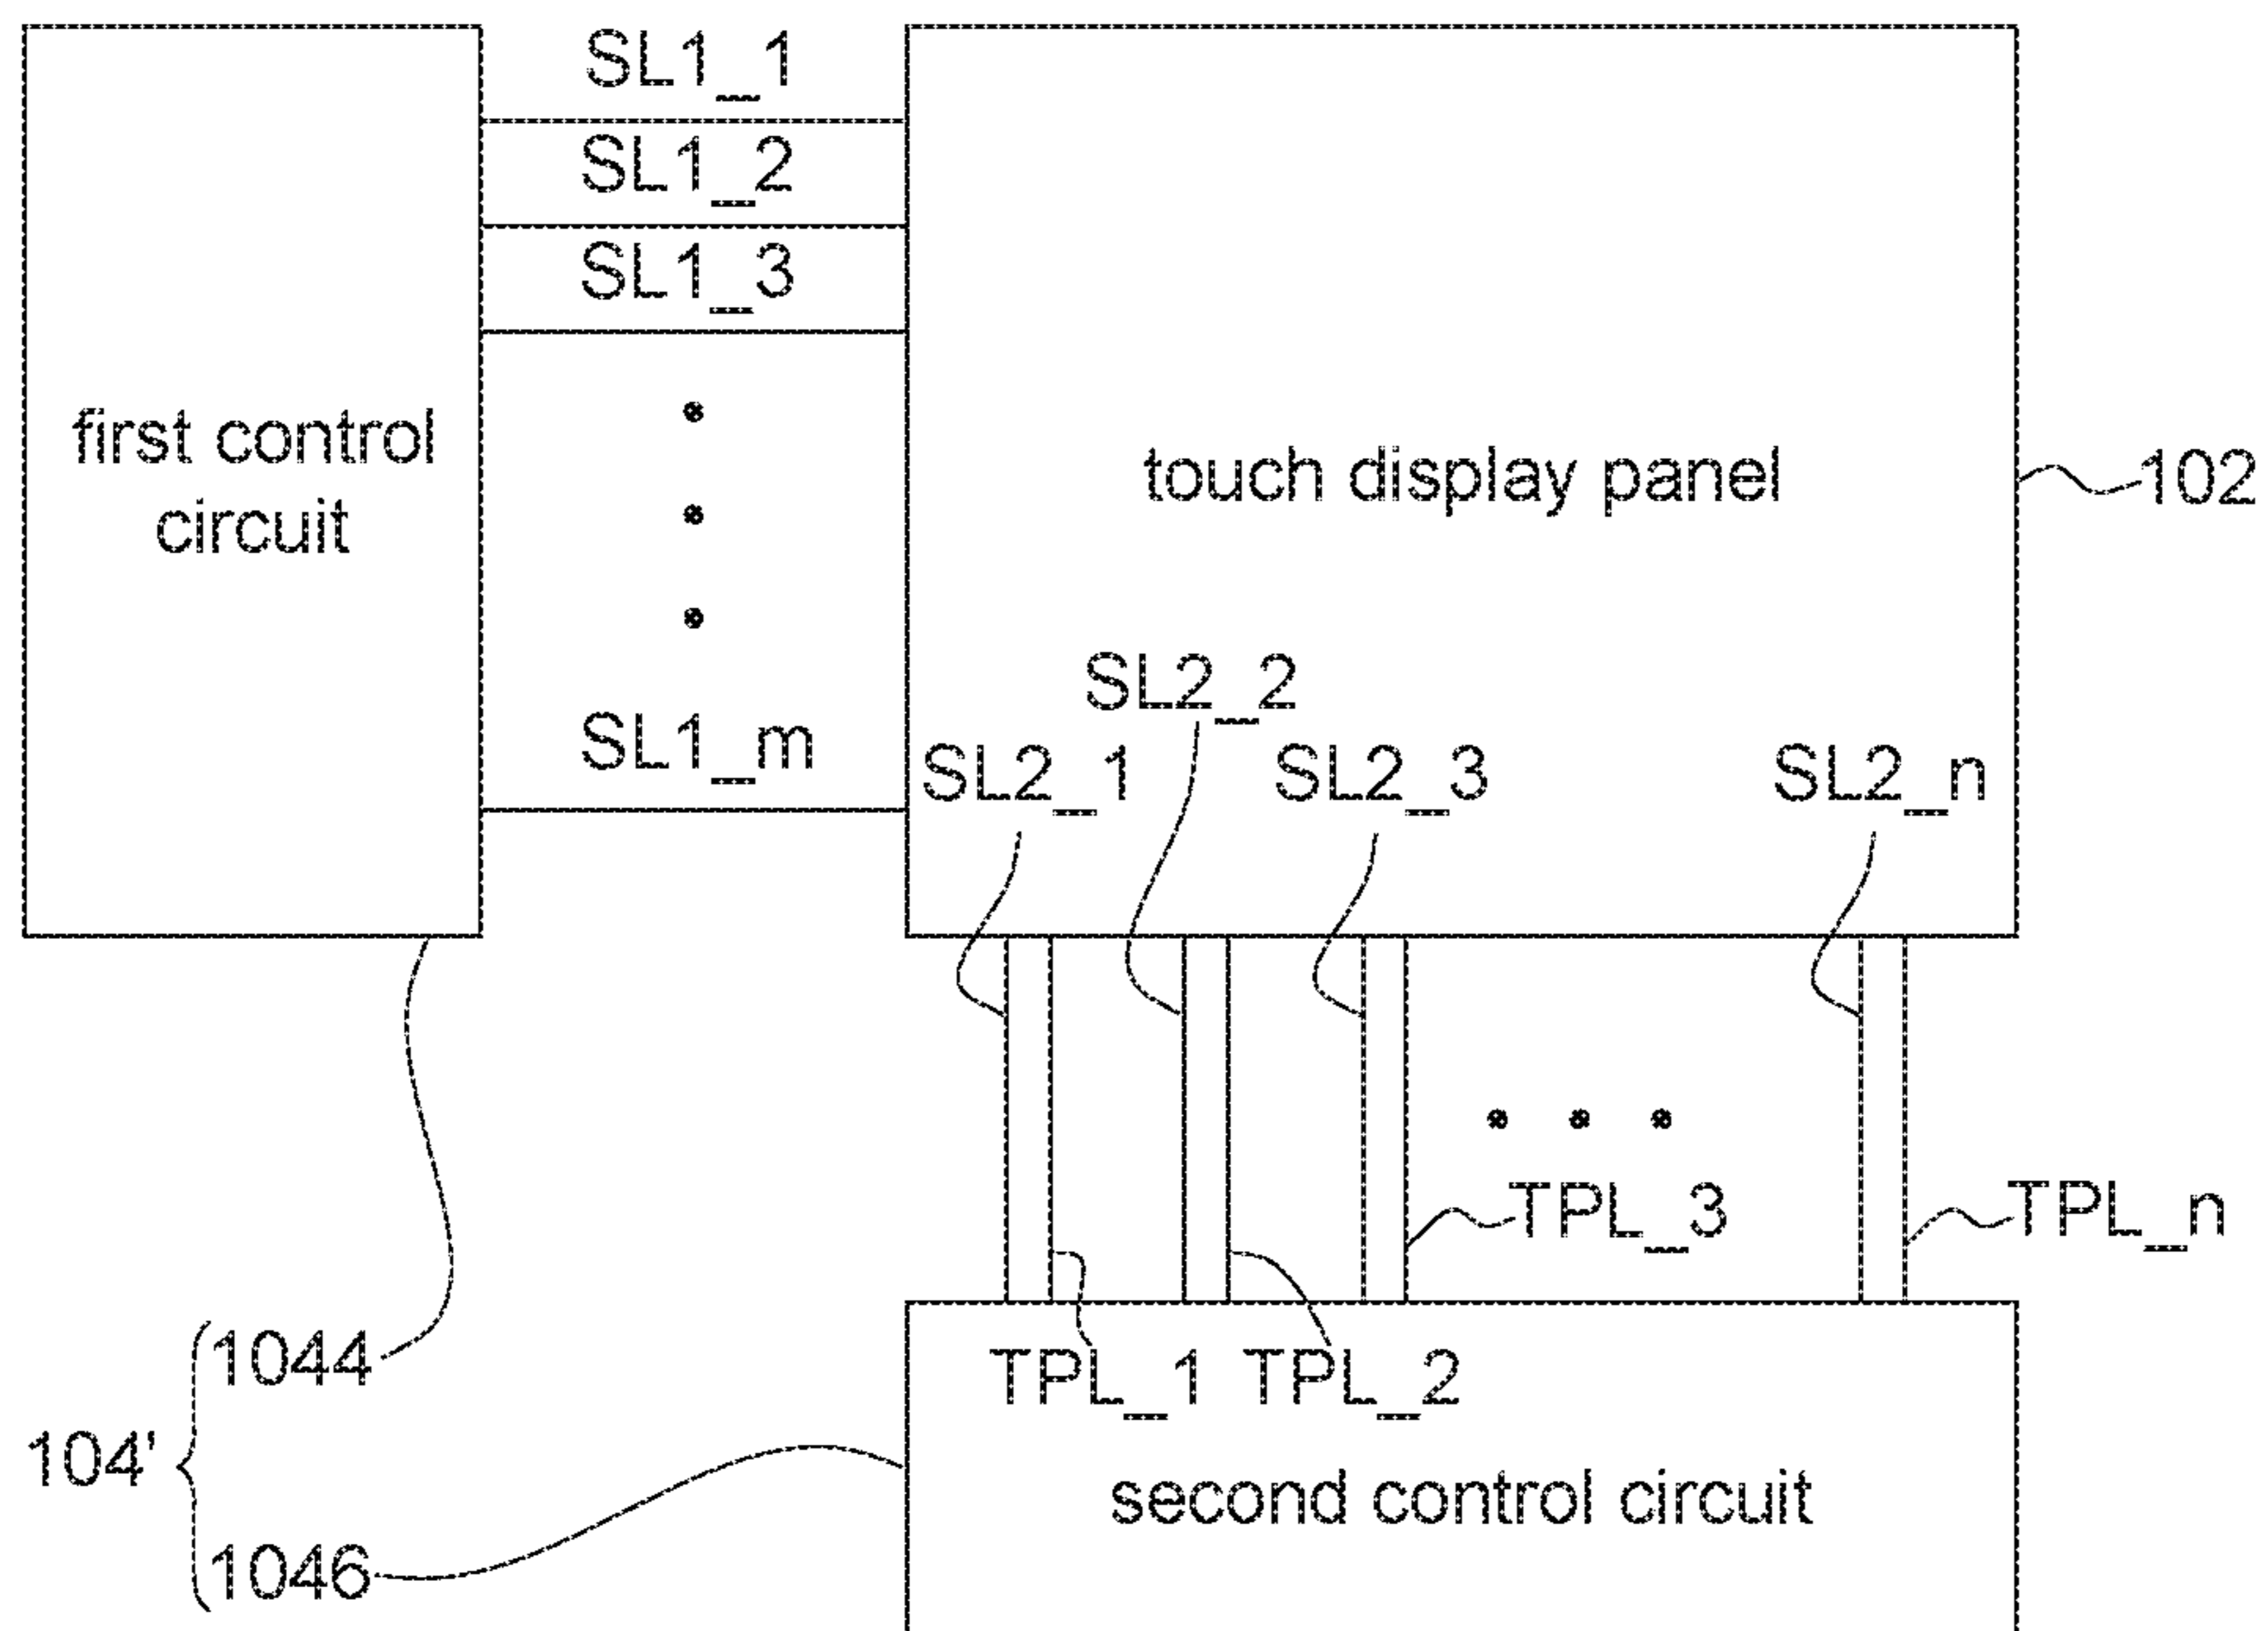 SL1_1
SL1_2
SL1_3
first control
circuit
touch display panel
102
SL2_2
SL1_m
SL2_1
SL2_3
SL2_n
TPL_3
TPL_n
1044
TPL_1
TPL_2
104'
second control circuit
1046